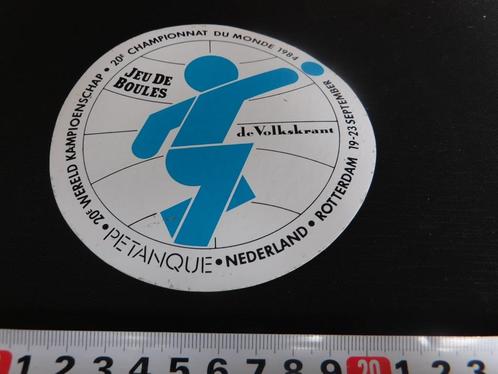 • 20E WERELD KAMPIOENSCHAP • 20E CHAMPIONNAT DU MONDE 1984
JEU DE
BOULES
de Volkskrant
• PETANQUE • NEDERLAND • ROTTERDAM 19-23 SEPTEMBER
1 2 3 4 5 6 7 8 9 20 1 2 3